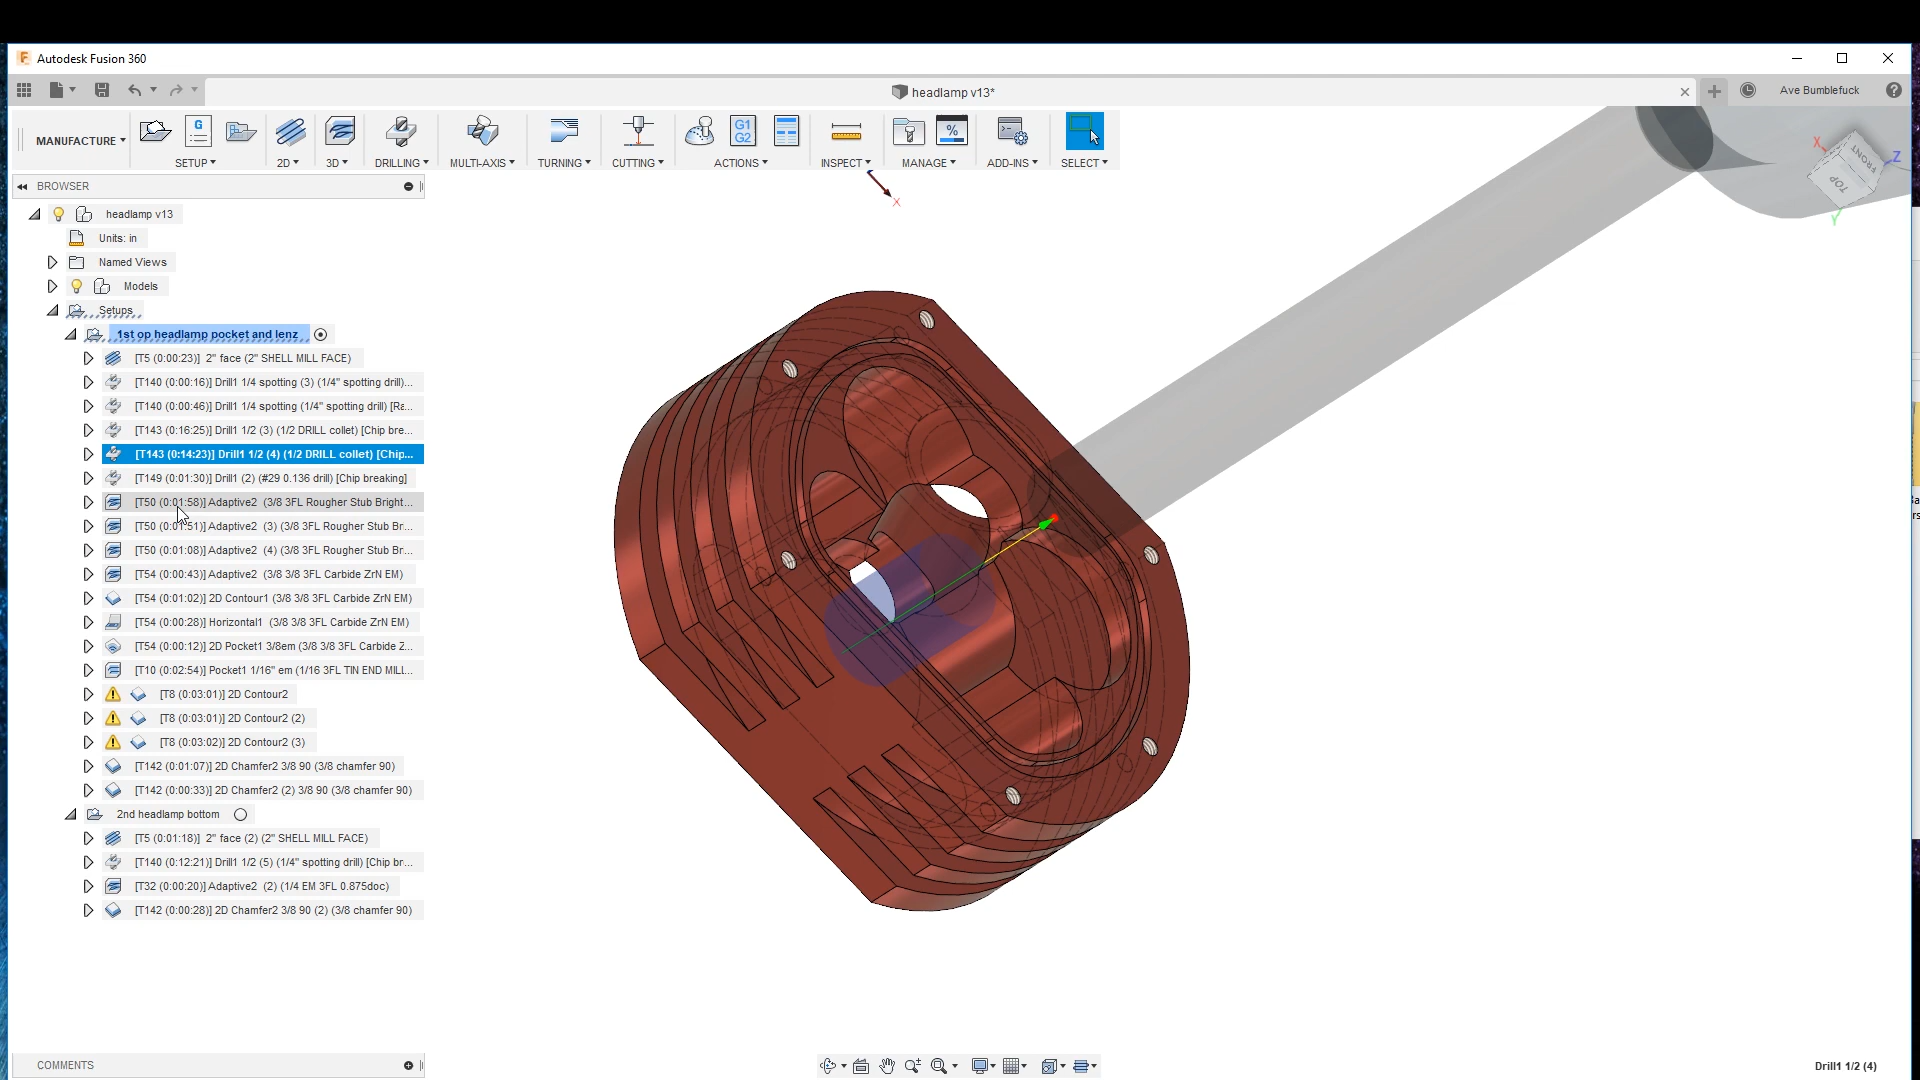 Autodesk Fusion 360
headlamp v13*
Ave Bumblefuck
MANUFACTURE
G
G1
G2
%
SETUP
2D
3D
DRILLING
MULTI-AXIS
TURNING
CUTTING
ACTIONS
INSPECT
MANAGE
ADD-INS
SELECT
X
Z
FRONT
TOP
Y
X
BROWSER
headlamp v13
Units: in
Named Views
Models
Setups
1st op headlamp pocket and lenz
[T5 (0:00:23)] 2" face (2" SHELL MILL FACE)
[T140 (0:00:16)] Drill1 1/4 spotting (3) (1/4" spotting drill)...
[T140 (0:00:46)] Drill1 1/4 spotting (1/4" spotting drill) [Ra...
[T143 (0:16:25)] Drill1 1/2 (3) (1/2 DRILL collet) [Chip bre...
[T143 (0:14:23)] Drill1 1/2 (4) (1/2 DRILL collet) [Chip...
[T149 (0:01:30)] Drill1 (2) (#29 0.136 drill) [Chip breaking]
[T50 (0:01:58)] Adaptive2 (3/8 3FL Rougher Stub Bright...
[T50 (0:01:51)] Adaptive2 (3) (3/8 3FL Rougher Stub Br...
[T50 (0:01:08)] Adaptive2 (4) (3/8 3FL Rougher Stub Br...
[T54 (0:00:43)] Adaptive2 (3/8 3/8 3FL Carbide ZrN EM)
[T54 (0:01:02)] 2D Contour1 (3/8 3/8 3FL Carbide ZrN EM)
[T54 (0:00:28)] Horizontal1 (3/8 3/8 3FL Carbide ZrN EM)
[T54 (0:00:12)] 2D Pocket1 3/8em (3/8 3/8 3FL Carbide Z...
[T10 (0:02:54)] Pocket1 1/16" em (1/16 3FL TIN END MILL...
[T8 (0:03:01)] 2D Contour2
[T8 (0:03:01)] 2D Contour2 (2)
[T8 (0:03:02)] 2D Contour2 (3)
[T142 (0:01:07)] 2D Chamfer2 3/8 90 (3/8 chamfer 90)
[T142 (0:00:33)] 2D Chamfer2 (2) 3/8 90 (3/8 chamfer 90)
2nd headlamp bottom
[T5 (0:01:18)] 2" face (2) (2" SHELL MILL FACE)
[T140 (0:12:21)] Drill1 1/2 (5) (1/4" spotting drill) [Chip br...
[T32 (0:00:20)] Adaptive2 (2) (1/4 EM 3FL 0.875doc)
[T142 (0:00:28)] 2D Chamfer2 3/8 90 (2) (3/8 chamfer 90)
COMMENTS
Drill1 1/2 (4)